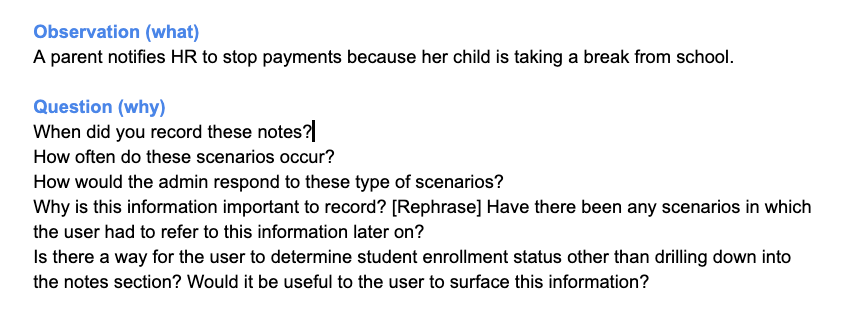 Observation (what)
A parent notifies HR to stop payments because her child is taking a break from school.
Question (why)
When did you record these notes?
How often do these scenarios occur?
How would the admin respond to these type of scenarios?
Why is this information important to record? [Rephrase] Have there been any scenarios in which
the user had to refer to this information later on?
Is there a way for the user to determine student enrollment status other than drilling down into
the notes section? Would it be useful to the user to surface this information?